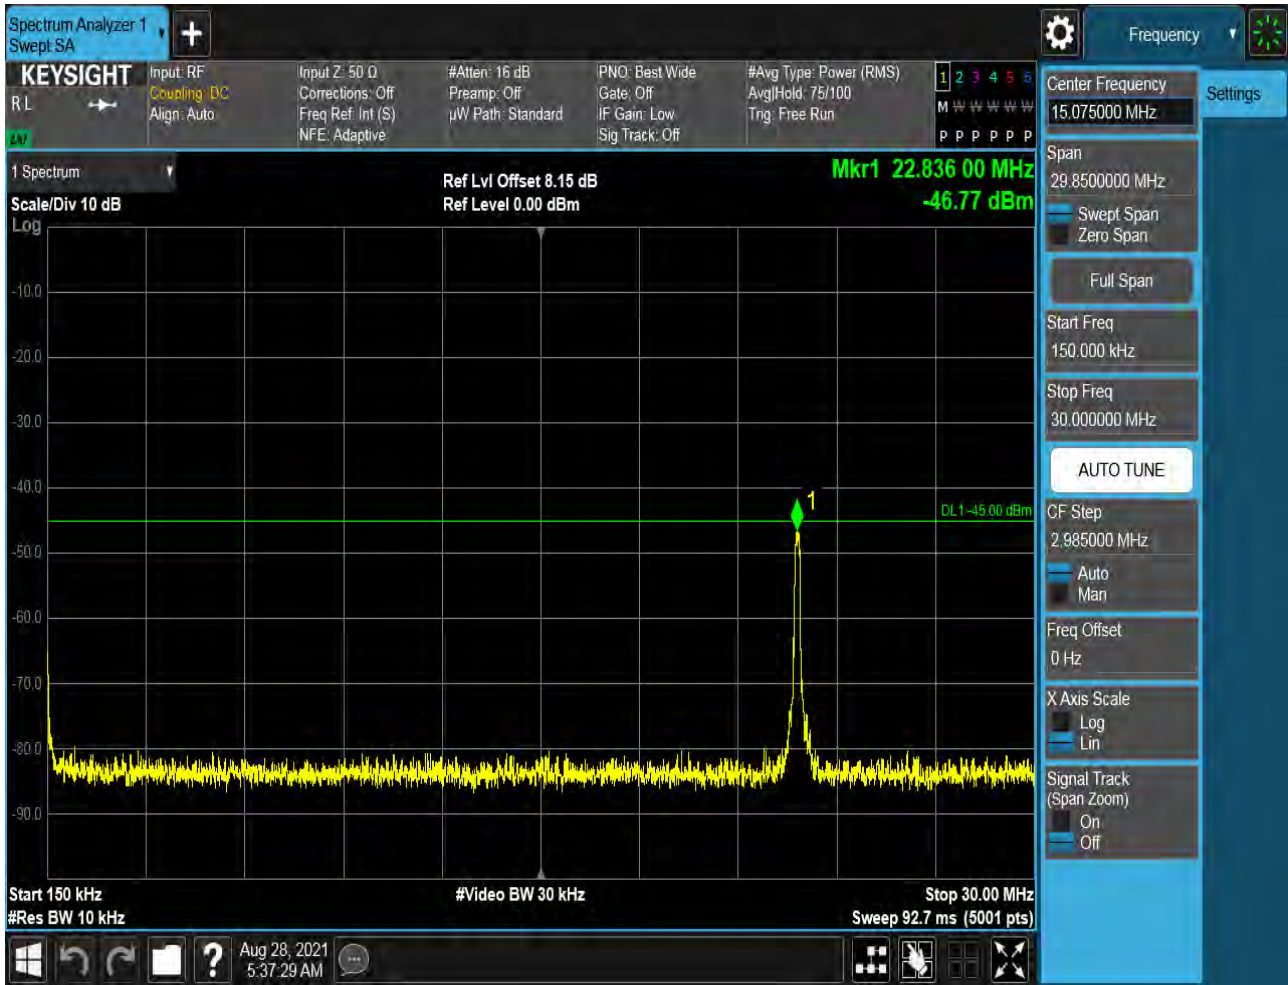 Spectrum Analyzer 1
Swept SA
Frequency
KEYSIGHT
R L
LNI
Input: RF
Coupling: DC
Align: Auto
Input Z: 50 Ω
Corrections: Off
Freq Ref: Int (S)
NFE: Adaptive
#Atten: 16 dB
Preamp: Off
µW Path: Standard
PNO: Best Wide
Gate: Off
IF Gain: Low
Sig Track: Off
#Avg Type: Power (RMS)
Avg|Hold: 75/100
Trig: Free Run
1 2 3 4 5 6
M W W W W W
P P P P P P
1 Spectrum
Scale/Div 10 dB
Log
Ref Lvl Offset 8.15 dB
Ref Level 0.00 dBm
Mkr1 22.836 00 MHz
-46.77 dBm
-10.0
-20.0
-30.0
-40.0
-50.0
-60.0
-70.0
-80.0
-90.0
1
DL1 -45.00 dBm
Start 150 kHz
#Res BW 10 kHz
#Video BW 30 kHz
Stop 30.00 MHz
Sweep 92.7 ms (5001 pts)
Center Frequency
15.075000 MHz
Settings
Span
29.8500000 MHz
Swept Span
Zero Span
Full Span
Start Freq
150.000 kHz
Stop Freq
30.000000 MHz
AUTO TUNE
CF Step
2.985000 MHz
Auto
Man
Freq Offset
0 Hz
X Axis Scale
Log
Lin
Signal Track
(Span Zoom)
On
Off
Aug 28, 2021
5:37:29 AM